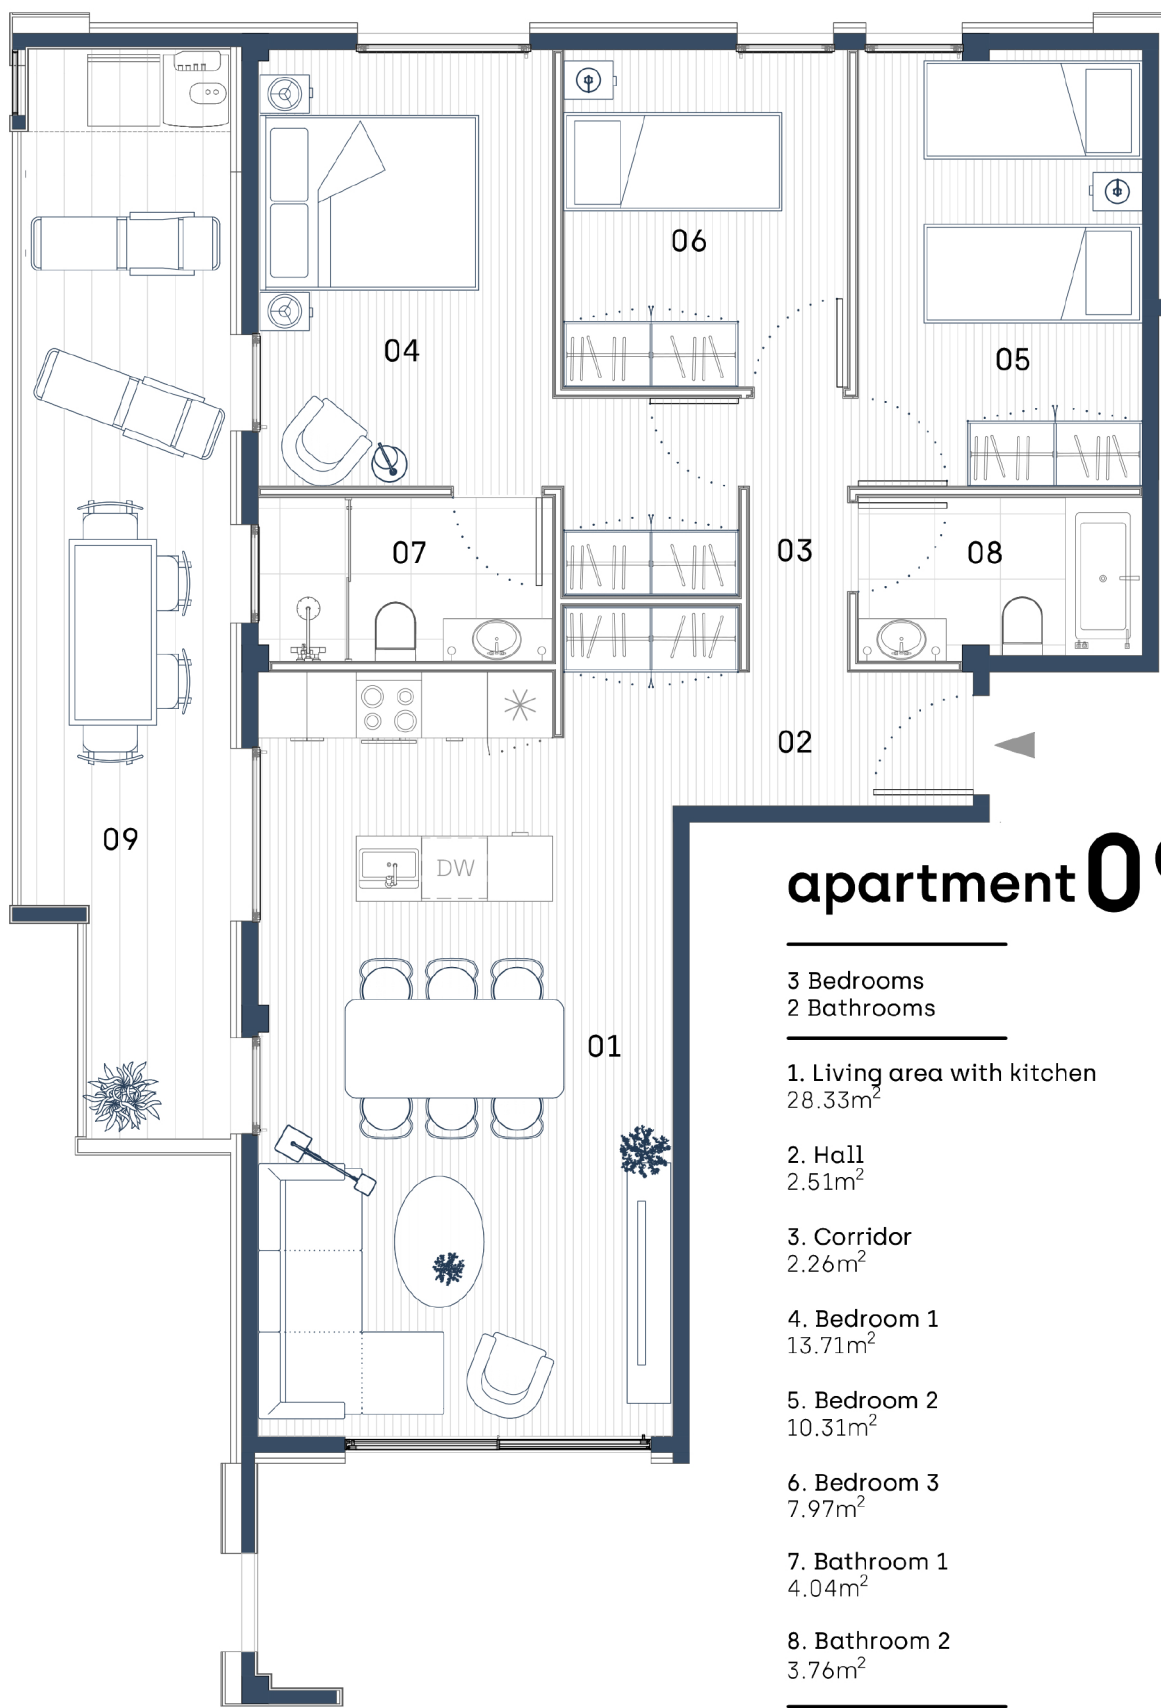 06
04
05
07
03
08
02
09
DW
apartment 0
01
3 Bedrooms
2 Bathrooms
1. Living area with kitchen
28.33m²
2. Hall
2.51m²
3. Corridor
2.26m²
4. Bedroom 1
13.71m²
5. Bedroom 2
10.31m²
6. Bedroom 3
7.97m²
7. Bathroom 1
4.04m²
8. Bathroom 2
3.76m²